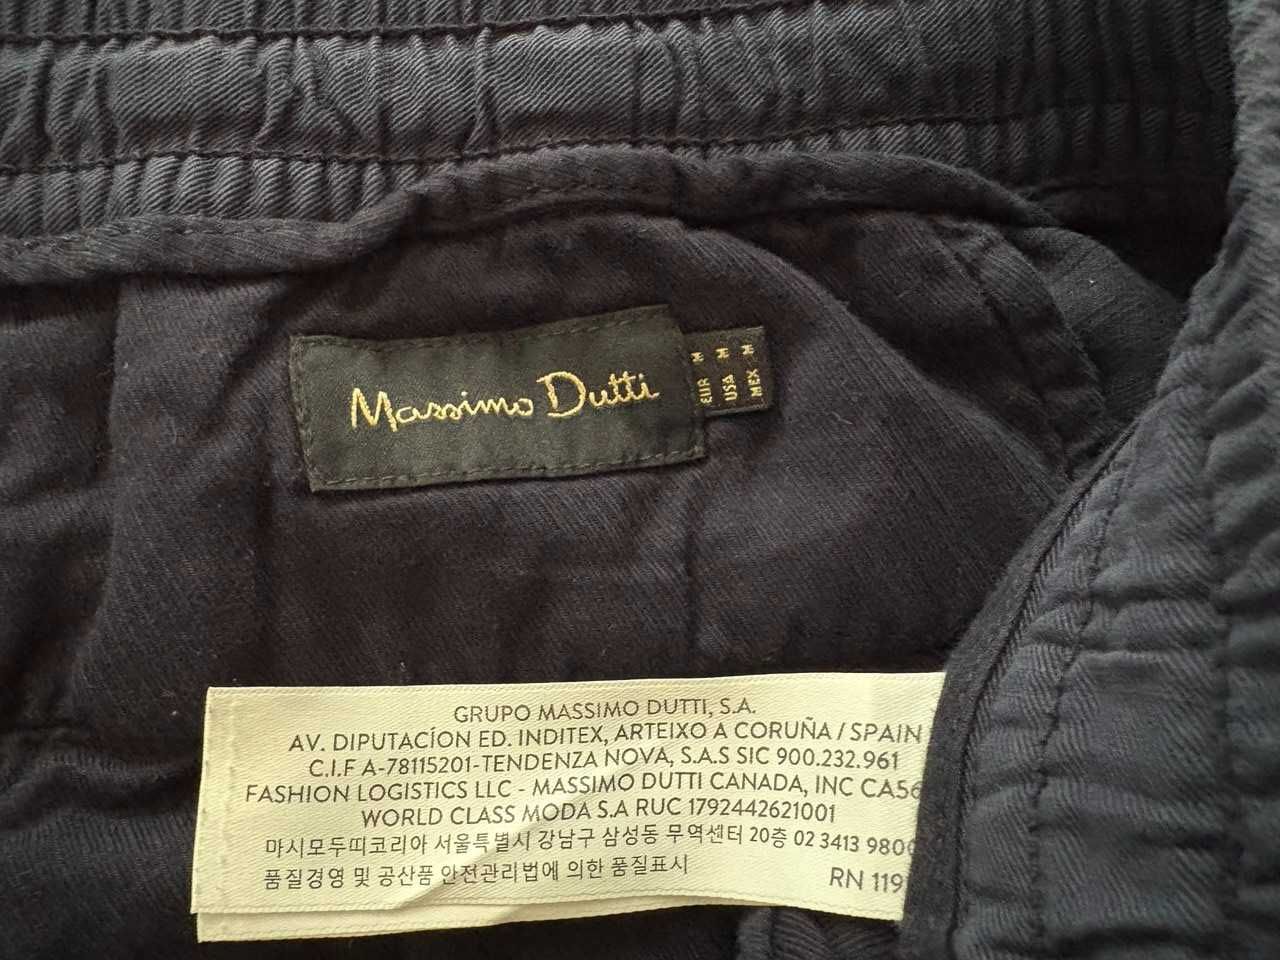 Massimo Dutti
EUR M
USA M
MEX M
GRUPO MASSIMO DUTTI, S.A.
AV. DIPUTACÍON ED. INDITEX, ARTEIXO A CORUÑA / SPAIN
C.I.F A-78115201-TENDENZA NOVA, S.A.S SIC 900.232.961
FASHION LOGISTICS LLC - MASSIMO DUTTI CANADA, INC
WORLD CLASS MODA S.A RUC 1792442621001
마시모두띠코리아 서울특별시 강남구 삼성동 무역센터 20층 02 3413
품질경영 및 공산품 안전관리법에 의한 품질표시
RN